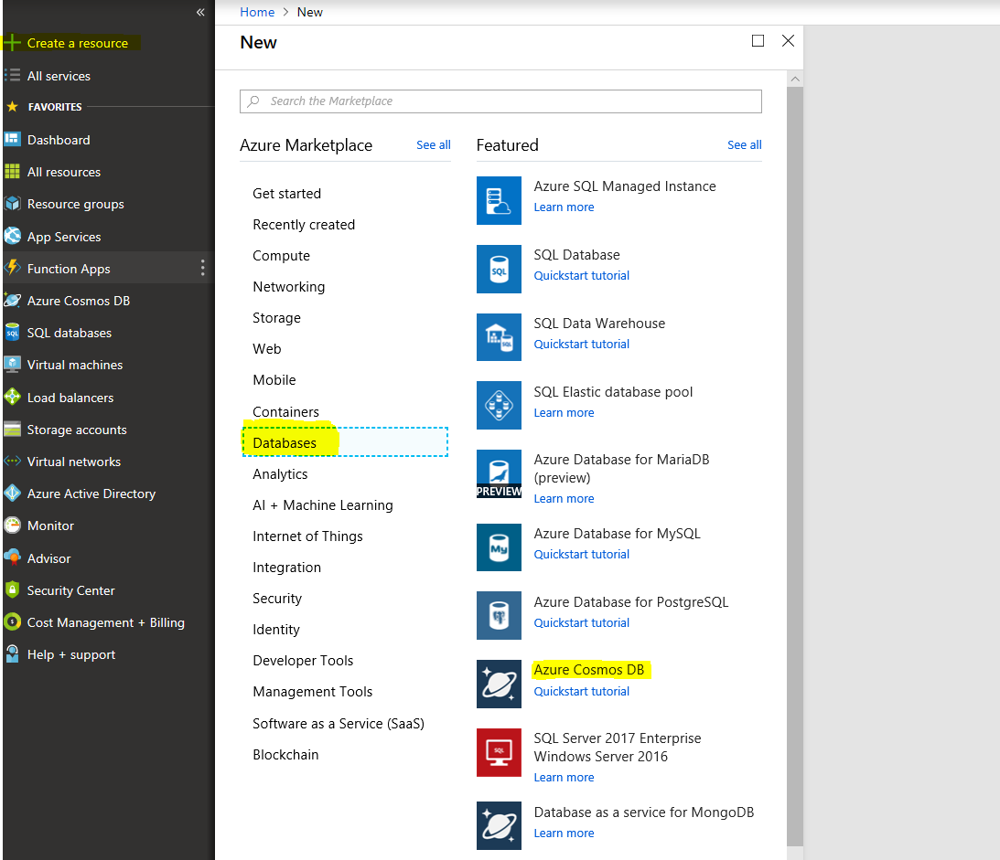 «
Create a resource
All services
FAVORITES
Dashboard
All resources
Resource groups
App Services
Function Apps
Azure Cosmos DB
SQL databases
Virtual machines
Load balancers
Storage accounts
Virtual networks
Azure Active Directory
Monitor
Advisor
Security Center
Cost Management + Billing
Help + support
Home > New
New
Search the Marketplace
Azure Marketplace See all
Get started
Recently created
Compute
Networking
Storage
Web
Mobile
Containers
Databases
Analytics
AI + Machine Learning
Internet of Things
Integration
Security
Identity
Developer Tools
Management Tools
Software as a Service (SaaS)
Blockchain
Featured See all
Azure SQL Managed Instance
Learn more
SQL
SQL Database
Quickstart tutorial
SQL
SQL Data Warehouse
Quickstart tutorial
SQL Elastic database pool
Learn more
PREVIEW
Azure Database for MariaDB
(preview)
Learn more
My
Azure Database for MySQL
Quickstart tutorial
Azure Database for PostgreSQL
Quickstart tutorial
Azure Cosmos DB
Quickstart tutorial
SQL
SQL Server 2017 Enterprise
Windows Server 2016
Learn more
Database as a service for MongoDB
Learn more